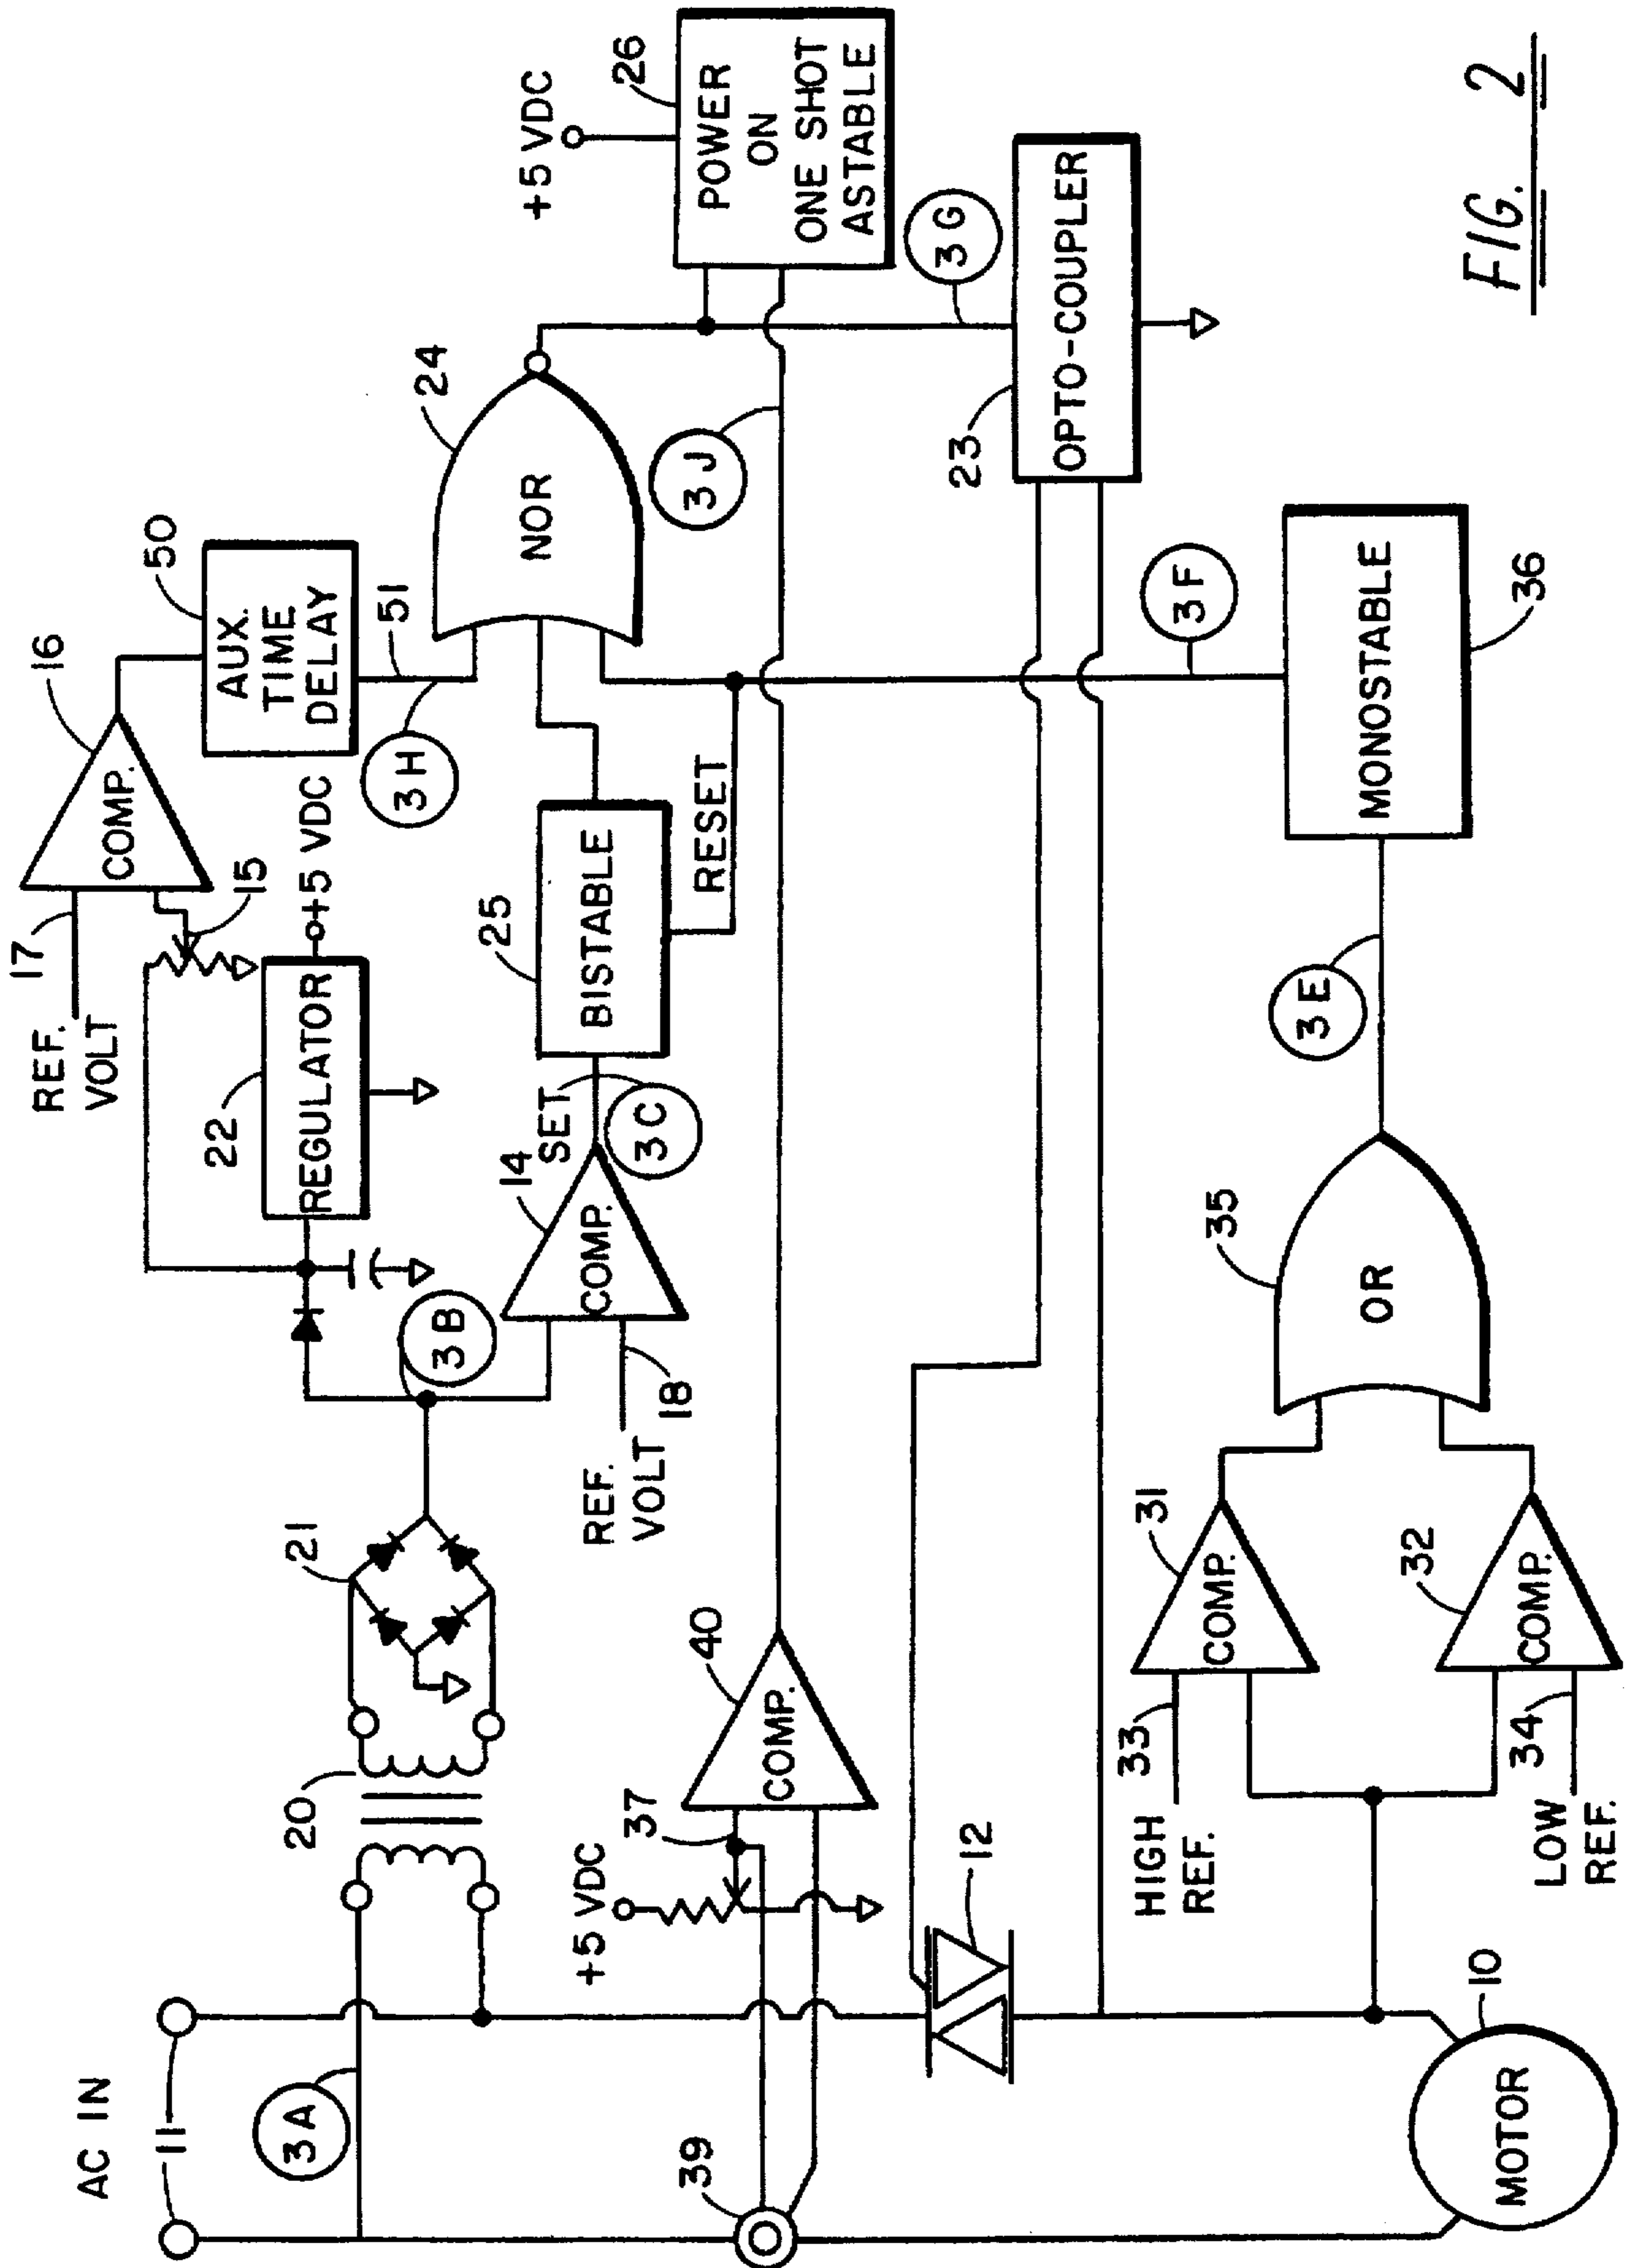 AC IN
11
3A
20
21
3B
REF.
VOLT
17
COMP.
16
15
22
REGULATOR
+5 VDC
AUX.
TIME
DELAY
50
51
3H
REF.
VOLT
18
COMP.
14
SET
3C
25
BISTABLE
RESET
NOR
24
+5 VDC
26
POWER
ON
ONE SHOT
ASTABLE
3J
3G
+5 VDC
37
39
COMP.
40
12
23
OPTO-COUPLER
3F
HIGH
REF.
33
COMP.
31
LOW
REF.
34
COMP.
32
OR
35
3E
MONOSTABLE
36
MOTOR
10
FIG. 2